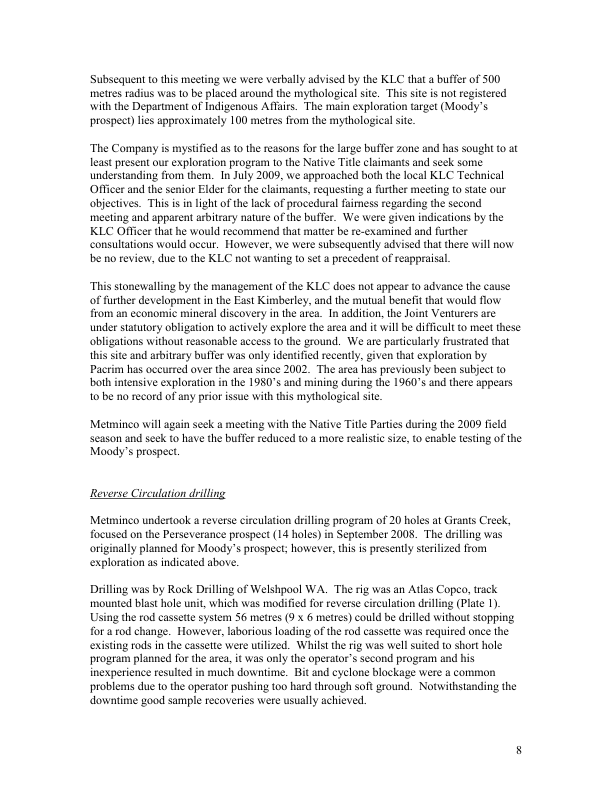 Subsequent to this meeting we were verbally advised by the KLC that a buffer of 500
metres radius was to be placed around the mythological site.  This site is not registered
with the Department of Indigenous Affairs.  The main exploration target (Moody's
prospect) lies approximately 100 metres from the mythological site.

The Company is mystified as to the reasons for the large buffer zone and has sought to at
least present our exploration program to the Native Title claimants and seek some
understanding from them.  In July 2009, we approached both the local KLC Technical
Officer and the senior Elder for the claimants, requesting a further meeting to state our
objectives.  This is in light of the lack of procedural fairness regarding the second
meeting and apparent arbitrary nature of the buffer.  We were given indications by the
KLC Officer that he would recommend that matter be re-examined and further
consultations would occur.  However, we were subsequently advised that there will now
be no review, due to the KLC not wanting to set a precedent of reappraisal.

This stonewalling by the management of the KLC does not appear to advance the cause
of further development in the East Kimberley, and the mutual benefit that would flow
from an economic mineral discovery in the area.  In addition, the Joint Venturers are
under statutory obligation to actively explore the area and it will be difficult to meet these
obligations without reasonable access to the ground.  We are particularly frustrated that
this site and arbitrary buffer was only identified recently, given that exploration by
Pacrim has occurred over the area since 2002.  The area has previously been subject to
both intensive exploration in the 1980's and mining during the 1960's and there appears
to be no record of any prior issue with this mythological site.

Metminco will again seek a meeting with the Native Title Parties during the 2009 field
season and seek to have the buffer reduced to a more realistic size, to enable testing of the
Moody's prospect.

Reverse Circulation drilling

Metminco undertook a reverse circulation drilling program of 20 holes at Grants Creek,
focused on the Perseverance prospect (14 holes) in September 2008.  The drilling was
originally planned for Moody's prospect; however, this is presently sterilized from
exploration as indicated above.

Drilling was by Rock Drilling of Welshpool WA.  The rig was an Atlas Copco, track
mounted blast hole unit, which was modified for reverse circulation drilling (Plate 1).
Using the rod cassette system 56 metres (9 x 6 metres) could be drilled without stopping
for a rod change.  However, laborious loading of the rod cassette was required once the
existing rods in the cassette were utilized.  Whilst the rig was well suited to short hole
program planned for the area, it was only the operator's second program and his
inexperience resulted in much downtime.  Bit and cyclone blockage were a common
problems due to the operator pushing too hard through soft ground.  Notwithstanding the
downtime good sample recoveries were usually achieved.

8